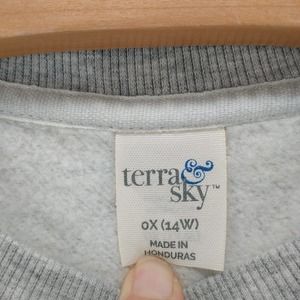 terra &
sky™
0X (14W)
MADE IN
HONDURAS